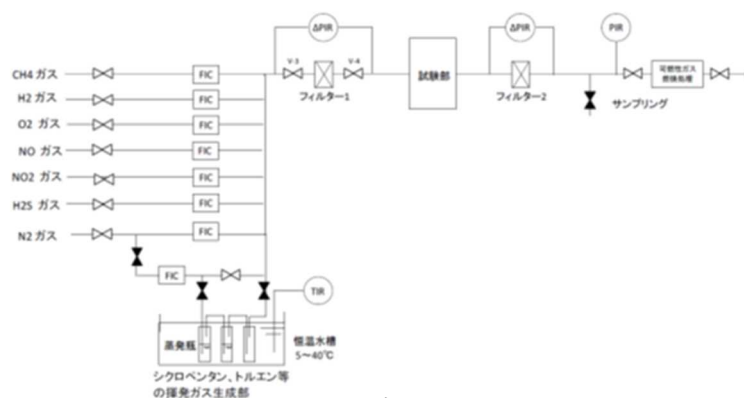 ΔPIR
ΔPIR
PIR
V-3
V-4
CH4 ガス
FIC
試験部
可燃性ガス
燃焼処理
フィルター1
フィルター2
サンプリング
H2 ガス
FIC
O2 ガス
FIC
NO ガス
FIC
NO2 ガス
FIC
H2S ガス
FIC
N2 ガス
FIC
FIC
TIR
蒸発瓶
恒温水槽
5～40℃
シクロペンタン、トルエン等
の揮発ガス生成部